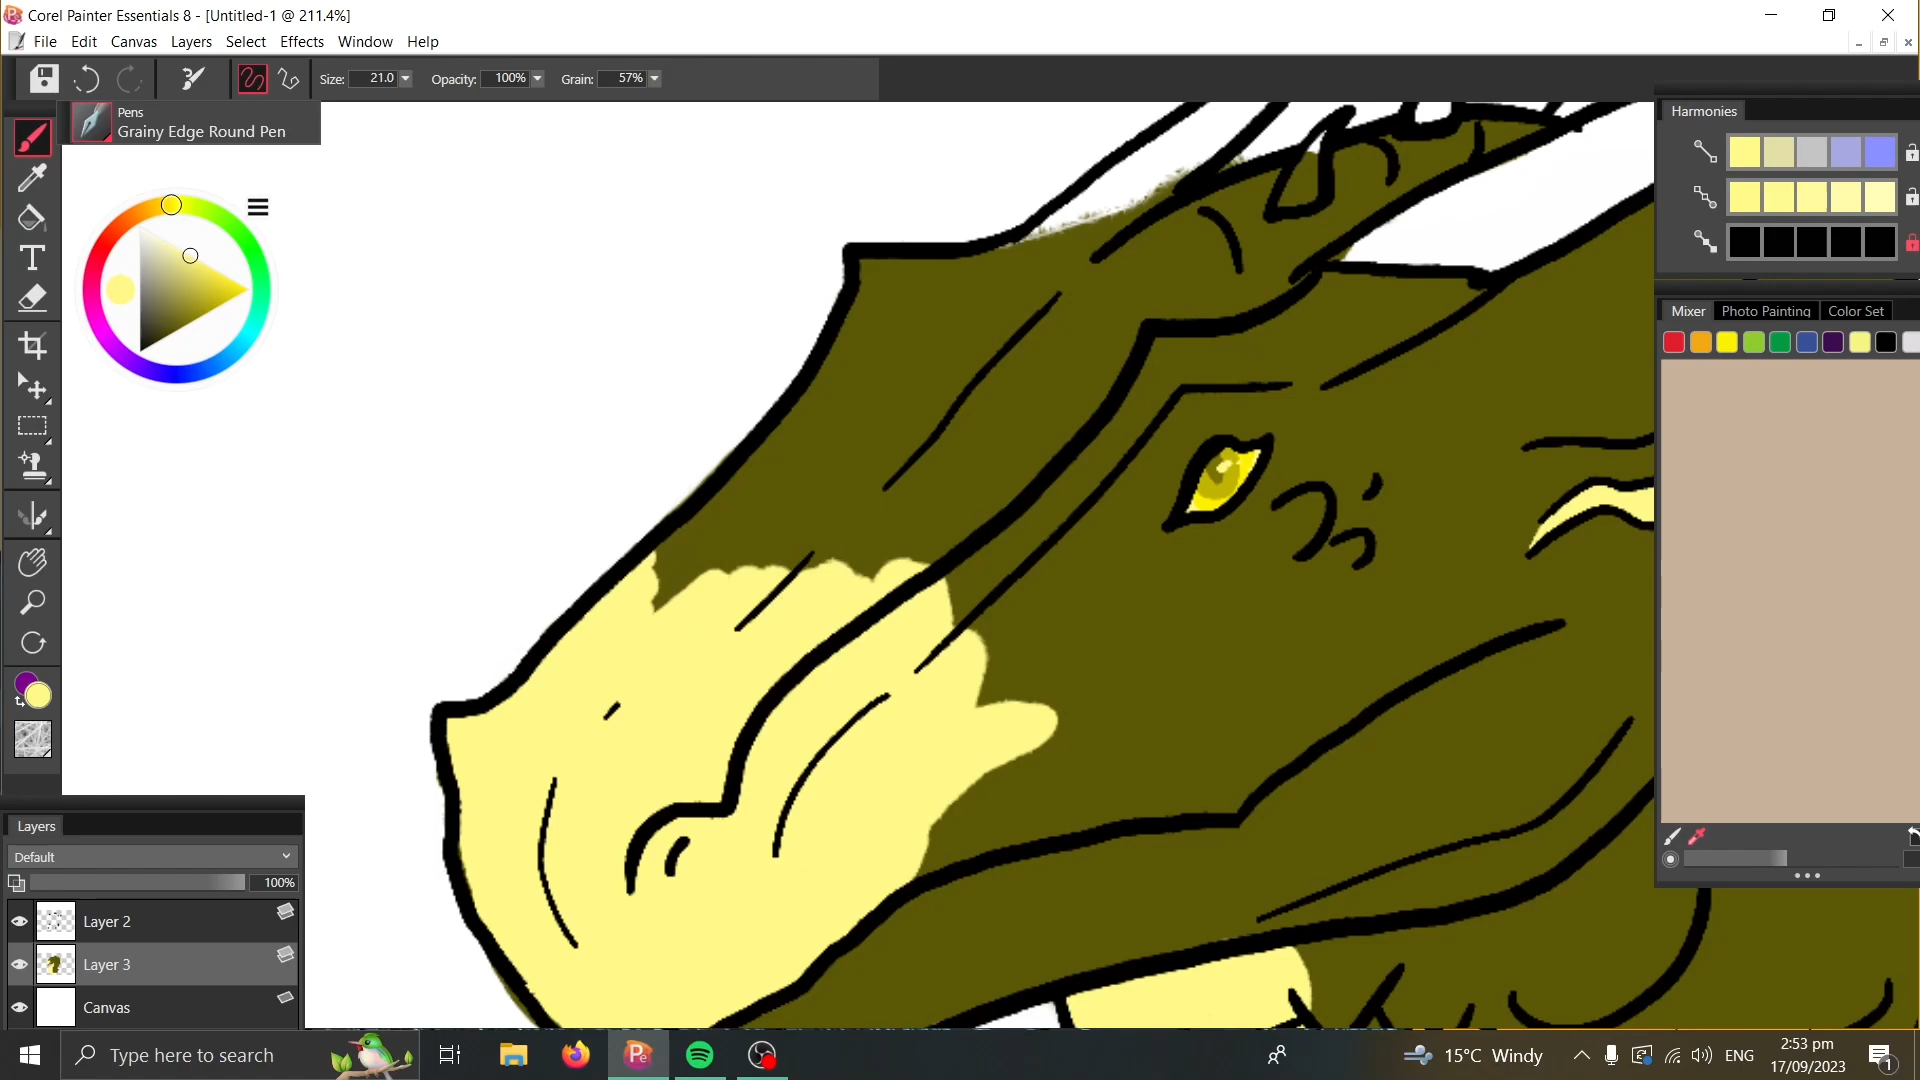 Corel Painter Essentials 8 - [Untitled-1 @ 211.4%]
File Edit Canvas Layers Select Effects Window Help
Size: 21.0 Opacity: 100% Grain: 57%
Pens
Grainy Edge Round Pen
Harmonies
Mixer Photo Painting Color Set
Layers
Default
100%
Layer 2
Layer 3
Canvas
Type here to search
15°C Windy
ENG
2:53 pm
17/09/2023
1